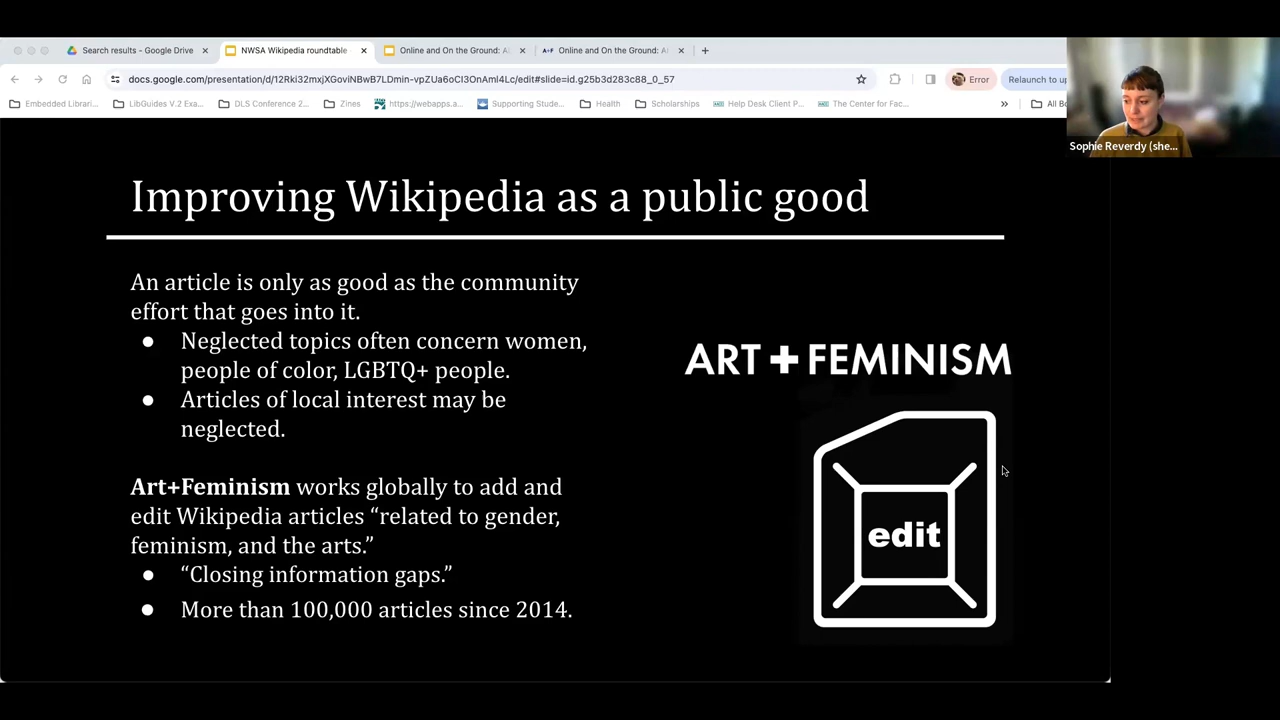 Search results - Google Drive
NWSA Wikipedia roundtable
Online and On the Ground: A
A+F Online and On the Ground: A
docs.google.com/presentation/d/12Rki32mxjXGoviNBwB7LDmin-vpZUa6oCl3OnAml4Lc/edit#slide=id.g25b3d283c88_0_57
Error
Relaunch to up
Embedded Librari...
LibGuides V.2 Exa...
DLS Conference 2...
Zines
https://webapps.a...
Supporting Stude...
Health
Scholarships
Help Desk Client P...
The Center for Fac...
»
All Bo
Sophie Reverdy (she...
Improving Wikipedia as a public good
An article is only as good as the community
effort that goes into it.
● Neglected topics often concern women,
people of color, LGBTQ+ people.
● Articles of local interest may be
neglected.
Art+Feminism works globally to add and
edit Wikipedia articles “related to gender,
feminism, and the arts.”
● “Closing information gaps.”
● More than 100,000 articles since 2014.
ART+FEMINISM
edit